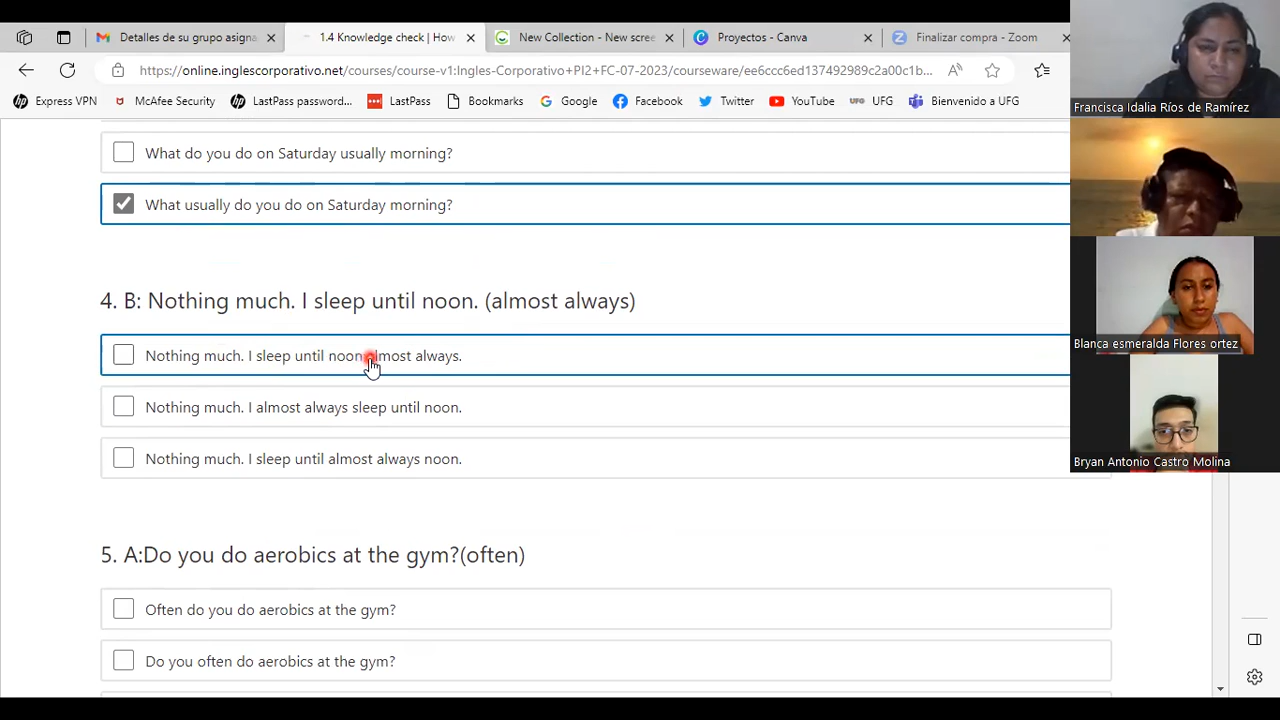 Detalles de su grupo asigna
1.4 Knowledge check | How
New Collection - New scree
Proyectos - Canva
Finalizar compra - Zoom
https://online.inglescorporativo.net/courses/course-v1:Ingles-Corporativo+PI2+FC-07-2023/courseware/ee6ccc6ed137492989c2a00c1b...
Express VPN
McAfee Security
LastPass password...
LastPass
Bookmarks
Google
Facebook
Twitter
YouTube
UFG
UFG
Bienvenido a UFG
Francisca Idalia Ríos de Ramírez
What do you do on Saturday usually morning?
What usually do you do on Saturday morning?
4. B: Nothing much. I sleep until noon. (almost always)
Blanca esmeralda Flores ortez
Nothing much. I sleep until noon almost always.
Nothing much. I almost always sleep until noon.
Nothing much. I sleep until almost always noon.
Bryan Antonio Castro Molina
5. A:Do you do aerobics at the gym?(often)
Often do you do aerobics at the gym?
Do you often do aerobics at the gym?